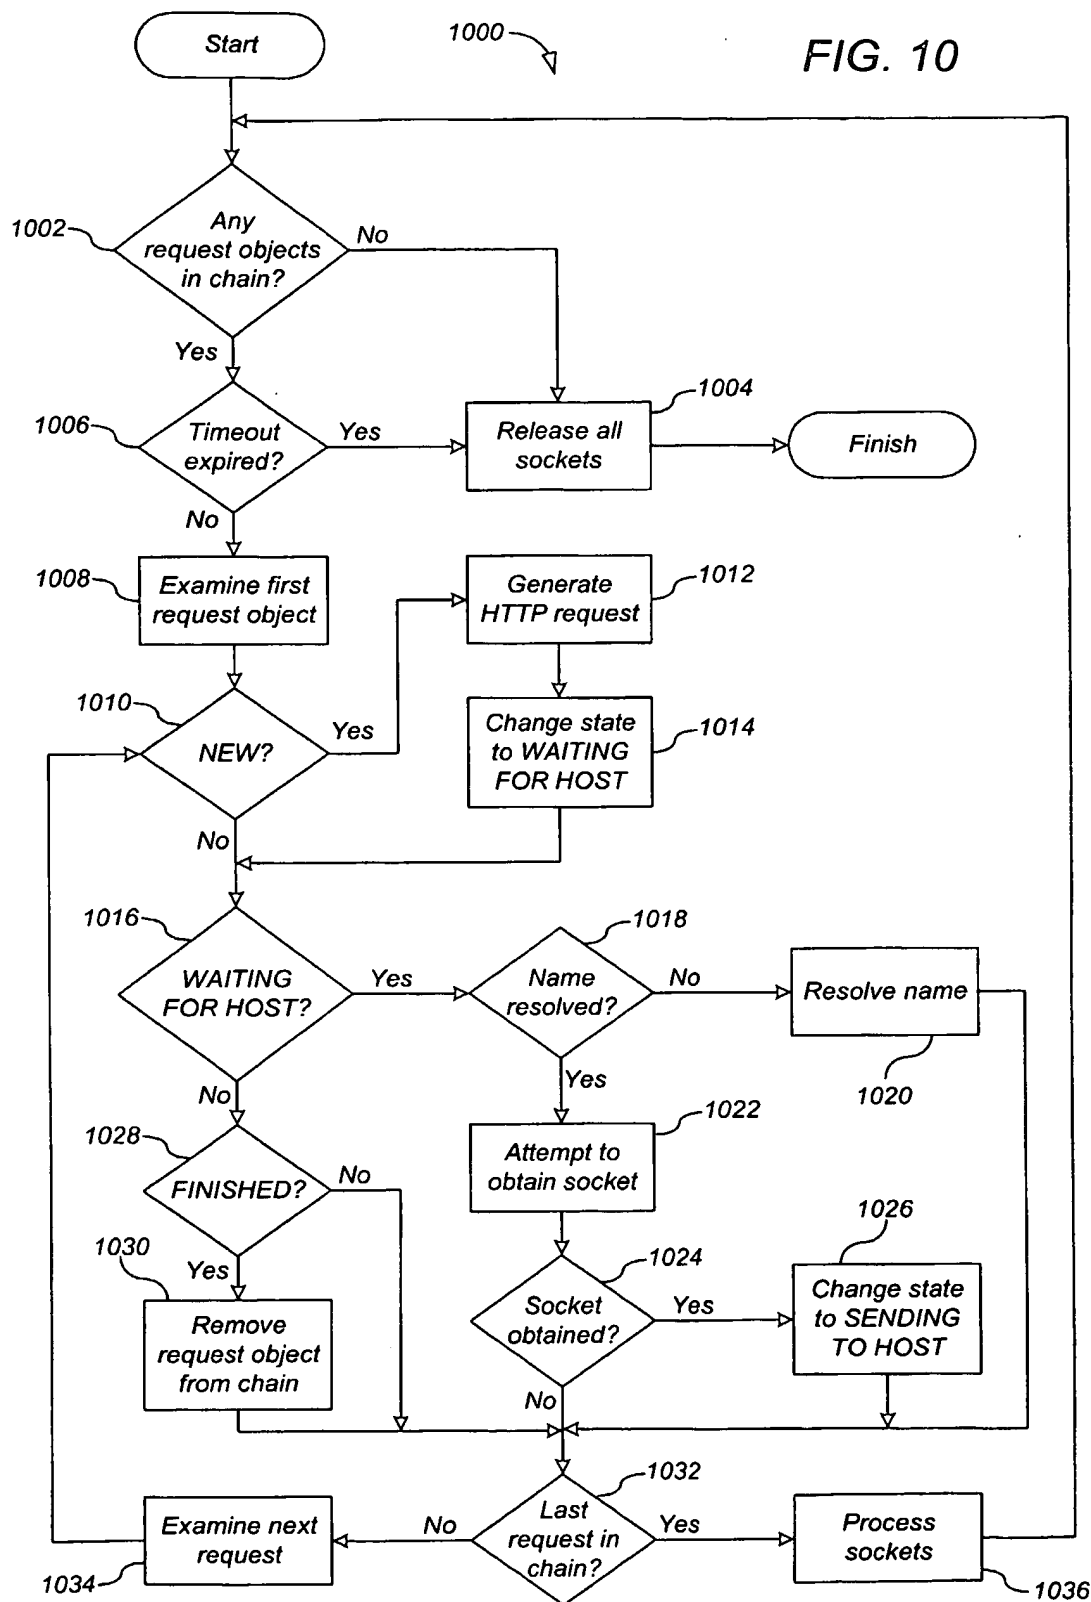 Start
1000
FIG. 10
1002
Any
request objects
in chain?
No
Yes
1006
Timeout
expired?
Yes
1004
Release all
sockets
Finish
No
1008
Examine first
request object
Generate
HTTP request
1012
1010
NEW?
Yes
Change state
to WAITING
FOR HOST
1014
No
1016
WAITING
FOR HOST?
Yes
1018
Name
resolved?
No
Resolve name
1020
No
Yes
1022
Attempt to
obtain socket
1028
FINISHED?
No
1024
Socket
obtained?
Yes
1026
Change state
to SENDING
TO HOST
1030
Yes
Remove
request object
from chain
No
1032
Last
request in
chain?
No
Examine next
request
1034
Yes
Process
sockets
1036